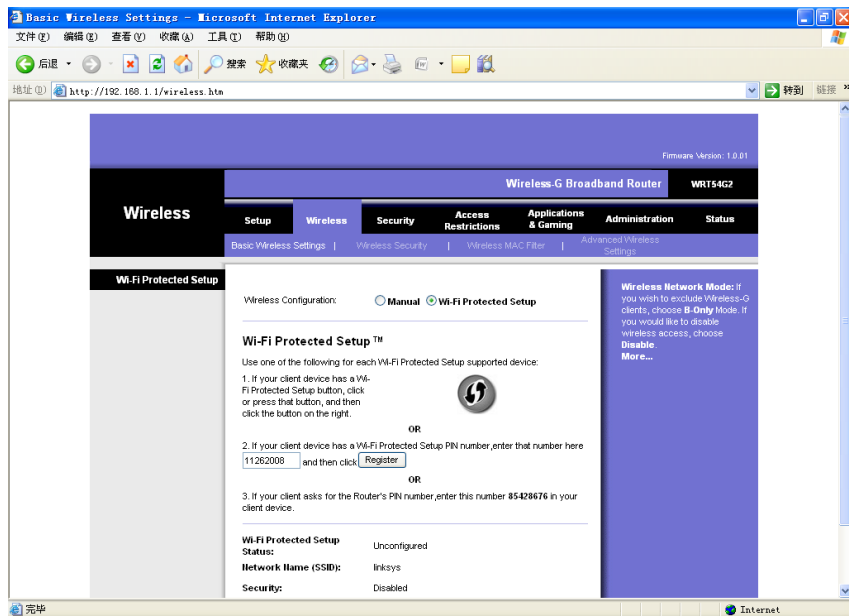 Basic Wireless Settings - Microsoft Internet Explorer
文件(F) 编辑(E) 查看(V) 收藏(A) 工具(T) 帮助(H)
后退 搜索 收藏夹
地址(D) http://192.168.1.1/wireless.htm 转到 链接 »
Firmware Version: 1.0.01
Wireless-G Broadband Router WRT54G2
Wireless
Setup Wireless Security Access Restrictions Applications & Gaming Administration Status
Basic Wireless Settings | Wireless Security | Wireless MAC Filter | Advanced Wireless Settings
Wi-Fi Protected Setup
Wireless Configuration: Manual Wi-Fi Protected Setup
Wi-Fi Protected Setup ™
Use one of the following for each Wi-Fi Protected Setup supported device:
1. If your client device has a Wi-
Fi Protected Setup button, click
or press that button, and then
click the button on the right.
OR
2. If your client device has a Wi-Fi Protected Setup PIN number,enter that number here
11262008 and then click Register
OR
3. If your client asks for the Router's PIN number,enter this number 85428676 in your
client device.
Wi-Fi Protected Setup
Status: Unconfigured
Network Name (SSID): linksys
Security: Disabled
Wireless Network Mode: If
you wish to exclude Wireless-G
clients, choose B-Only Mode. If
you would like to disable
wireless access, choose
Disable.
More...
完毕 Internet